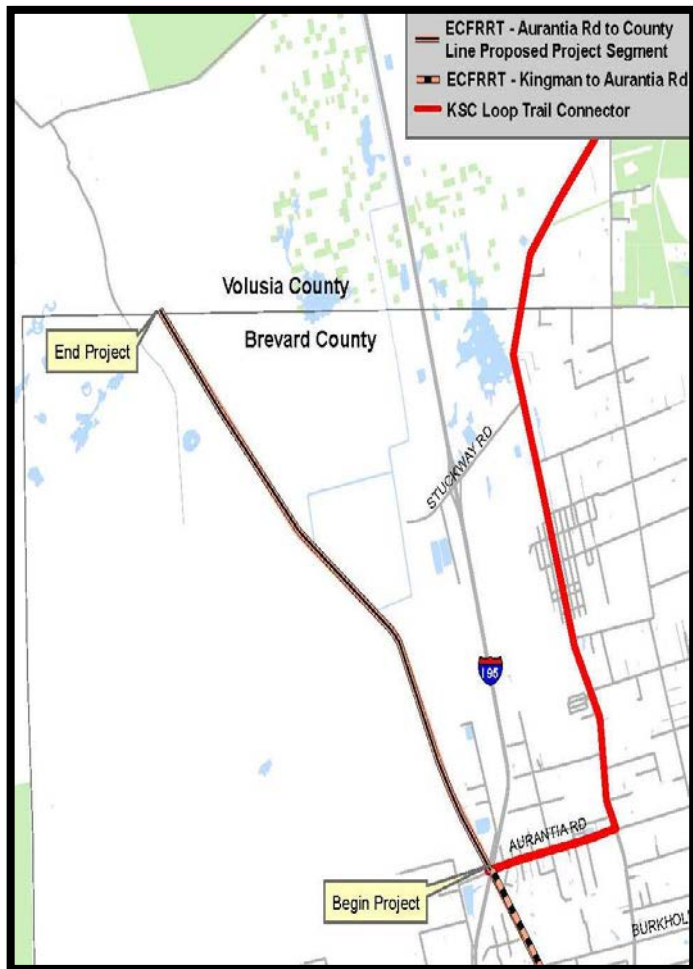 ECFRRT - Aurantia Rd to County
Line Proposed Project Segment
ECFRRT - Kingman to Aurantia Rd
KSC Loop Trail Connector
Volusia County
End Project
Brevard County
STUCKWAY RD
I 95
AURANTIA RD
Begin Project
BURKHOL